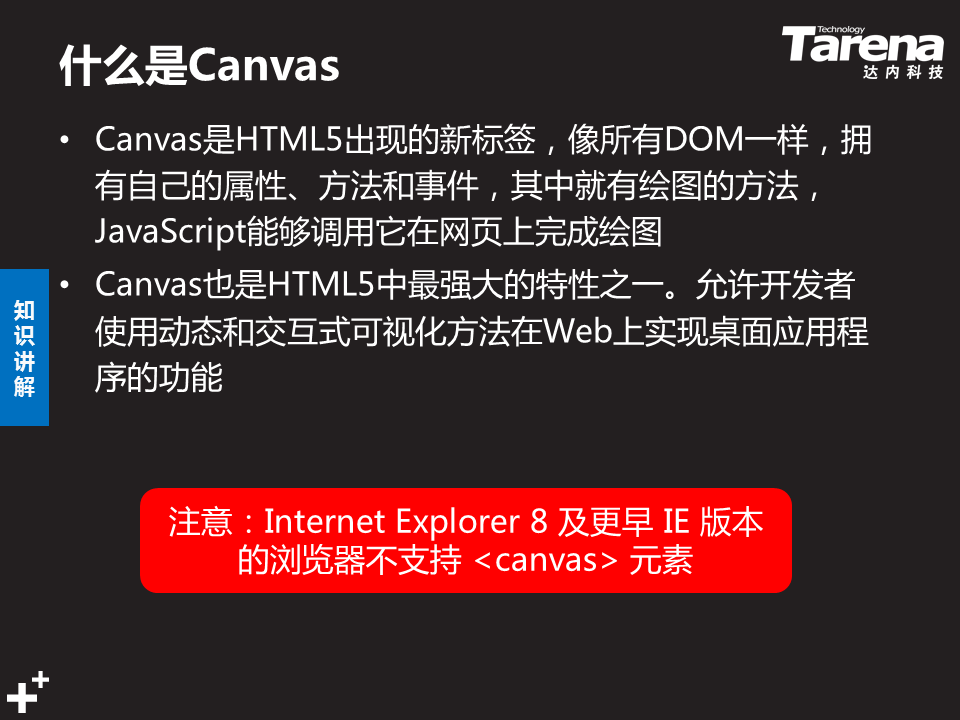 什么是Canvas
Technology
Tarena
达内科技
• Canvas是HTML5出现的新标签，像所有DOM一样，拥
有自己的属性、方法和事件，其中就有绘图的方法，
JavaScript能够调用它在网页上完成绘图
• Canvas也是HTML5中最强大的特性之一。允许开发者
使用动态和交互式可视化方法在Web上实现桌面应用程
序的功能
知
识
讲
解
注意：Internet Explorer 8 及更早 IE 版本
的浏览器不支持 <canvas> 元素